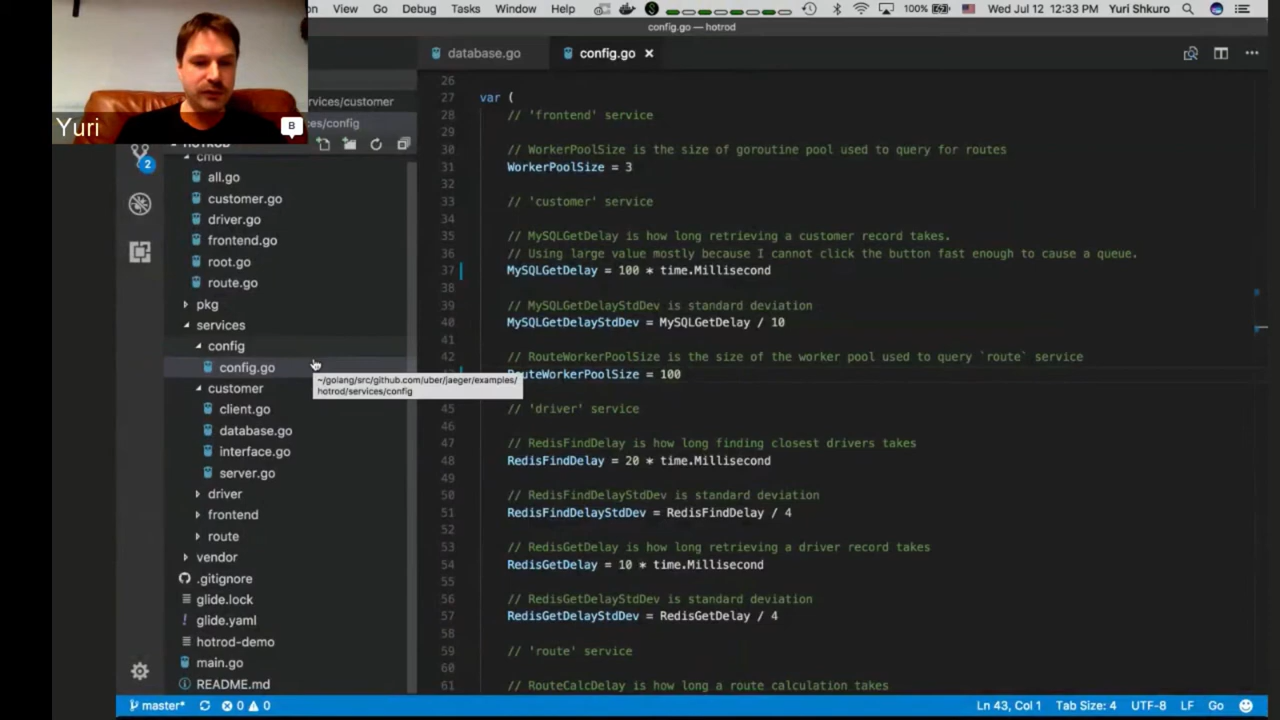 on View Go Debug Tasks Window Help 100% Wed Jul 12 12:33 PM Yuri Shkuro
config.go — hotrod
database.go config.go
Yuri
B
rvices/customer
es/config
HOTROD
2
cmd
all.go
customer.go
driver.go
frontend.go
root.go
route.go
pkg
services
config
config.go
~/golang/src/github.com/uber/jaeger/examples/
hotrod/services/config
customer
client.go
database.go
interface.go
server.go
driver
frontend
route
vendor
.gitignore
glide.lock
glide.yaml
hotrod-demo
main.go
README.md
26
27 var (
28 // 'frontend' service
29
30 // WorkerPoolSize is the size of goroutine pool used to query for routes
31 WorkerPoolSize = 3
32
33 // 'customer' service
34
35 // MySQLGetDelay is how long retrieving a customer record takes.
36 // Using large value mostly because I cannot click the button fast enough to cause a queue.
37 MySQLGetDelay = 100 * time.Millisecond
38
39 // MySQLGetDelayStdDev is standard deviation
40 MySQLGetDelayStdDev = MySQLGetDelay / 10
41
42 // RouteWorkerPoolSize is the size of the worker pool used to query `route` service
RouteWorkerPoolSize = 100
45 // 'driver' service
46
47 // RedisFindDelay is how long finding closest drivers takes
48 RedisFindDelay = 20 * time.Millisecond
49
50 // RedisFindDelayStdDev is standard deviation
51 RedisFindDelayStdDev = RedisFindDelay / 4
52
53 // RedisGetDelay is how long retrieving a driver record takes
54 RedisGetDelay = 10 * time.Millisecond
55
56 // RedisGetDelayStdDev is standard deviation
57 RedisGetDelayStdDev = RedisGetDelay / 4
58
59 // 'route' service
60
61 // RouteCalcDelay is how long a route calculation takes
master* 0 0 Ln 43, Col 1 Tab Size: 4 UTF-8 LF Go